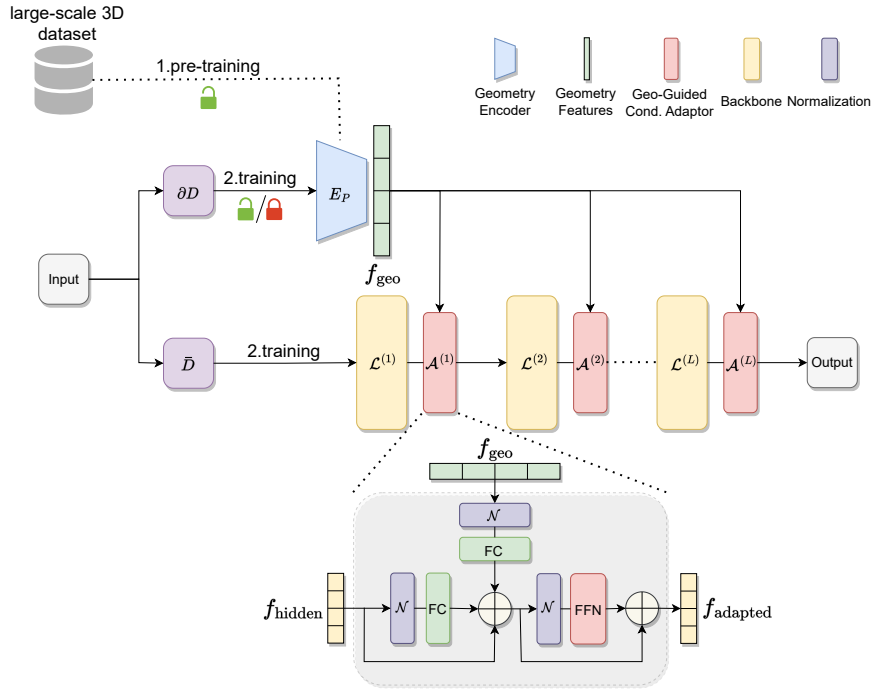 large-scale 3D
dataset
1.pre-training
Geometry
Encoder
Geometry
Features
Geo-Guided
Cond. Adaptor
Backbone
Normalization
∂D
2.training
/
E_P
f_geo
Input
D̄
2.training
𝓛^(1)
𝓐^(1)
𝓛^(2)
𝓐^(2)
𝓛^(L)
𝓐^(L)
Output
f_geo
𝒩
FC
f_hidden
𝒩
FC
𝒩
FFN
f_adapted